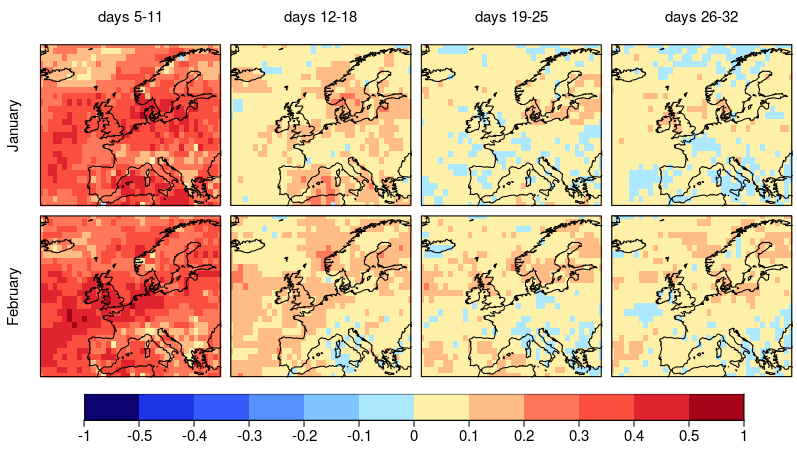 days 5-11 days 12-18 days 19-25 days 26-32
January
February
-1 -0.5 -0.4 -0.3 -0.2 -0.1 0 0.1 0.2 0.3 0.4 0.5 1